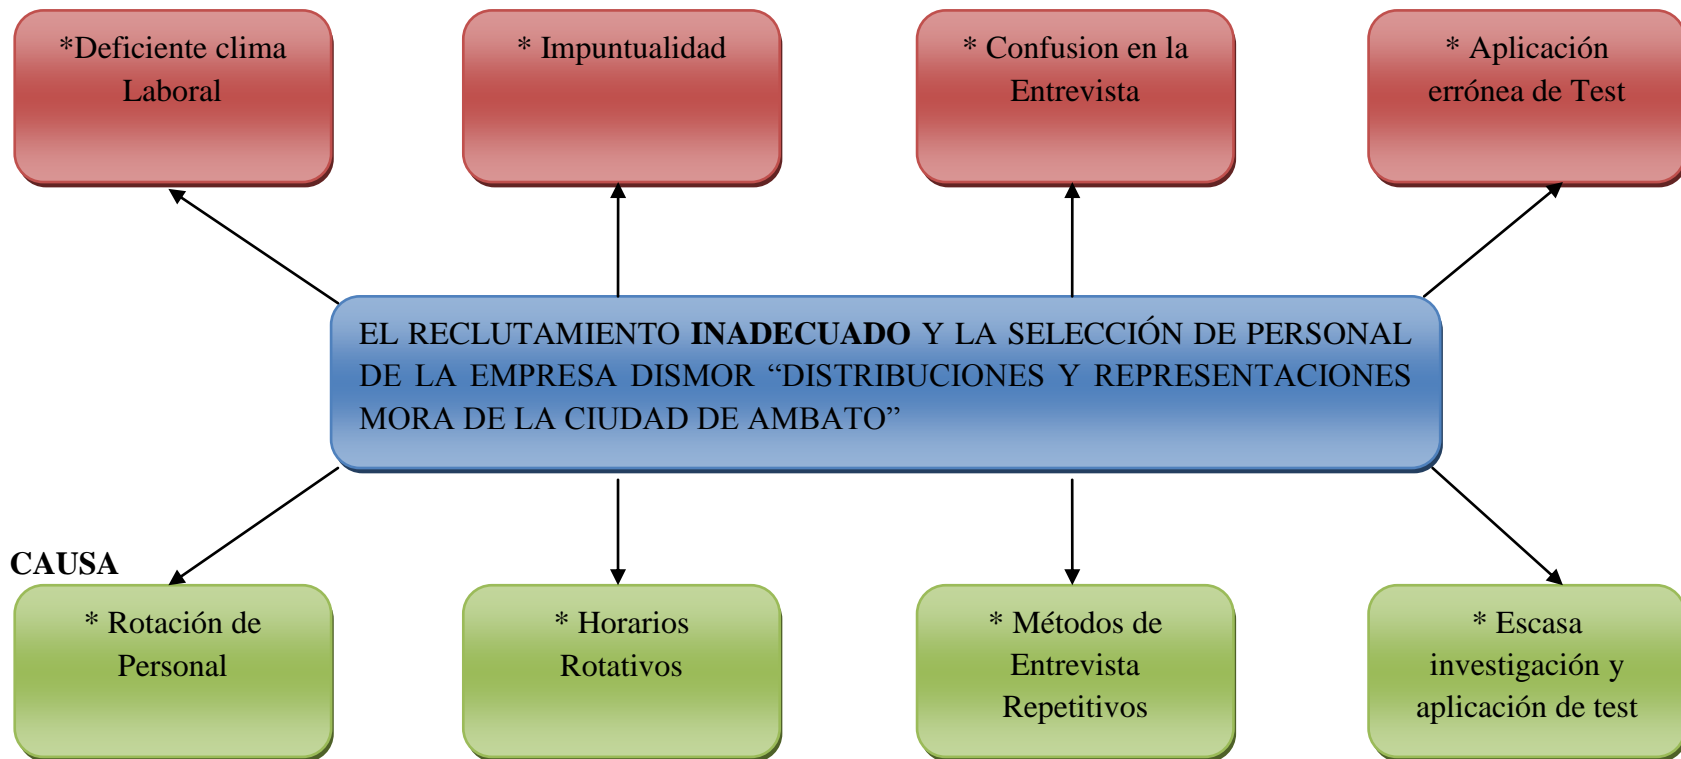 *Deficiente clima
Laboral
* Impuntualidad
* Confusion en la
Entrevista
* Aplicación
errónea de Test
EL RECLUTAMIENTO INADECUADO Y LA SELECCIÓN DE PERSONAL
DE LA EMPRESA DISMOR “DISTRIBUCIONES Y REPRESENTACIONES
MORA DE LA CIUDAD DE AMBATO”
CAUSA
* Rotación de
Personal
* Horarios
Rotativos
* Métodos de
Entrevista
Repetitivos
* Escasa
investigación y
aplicación de test